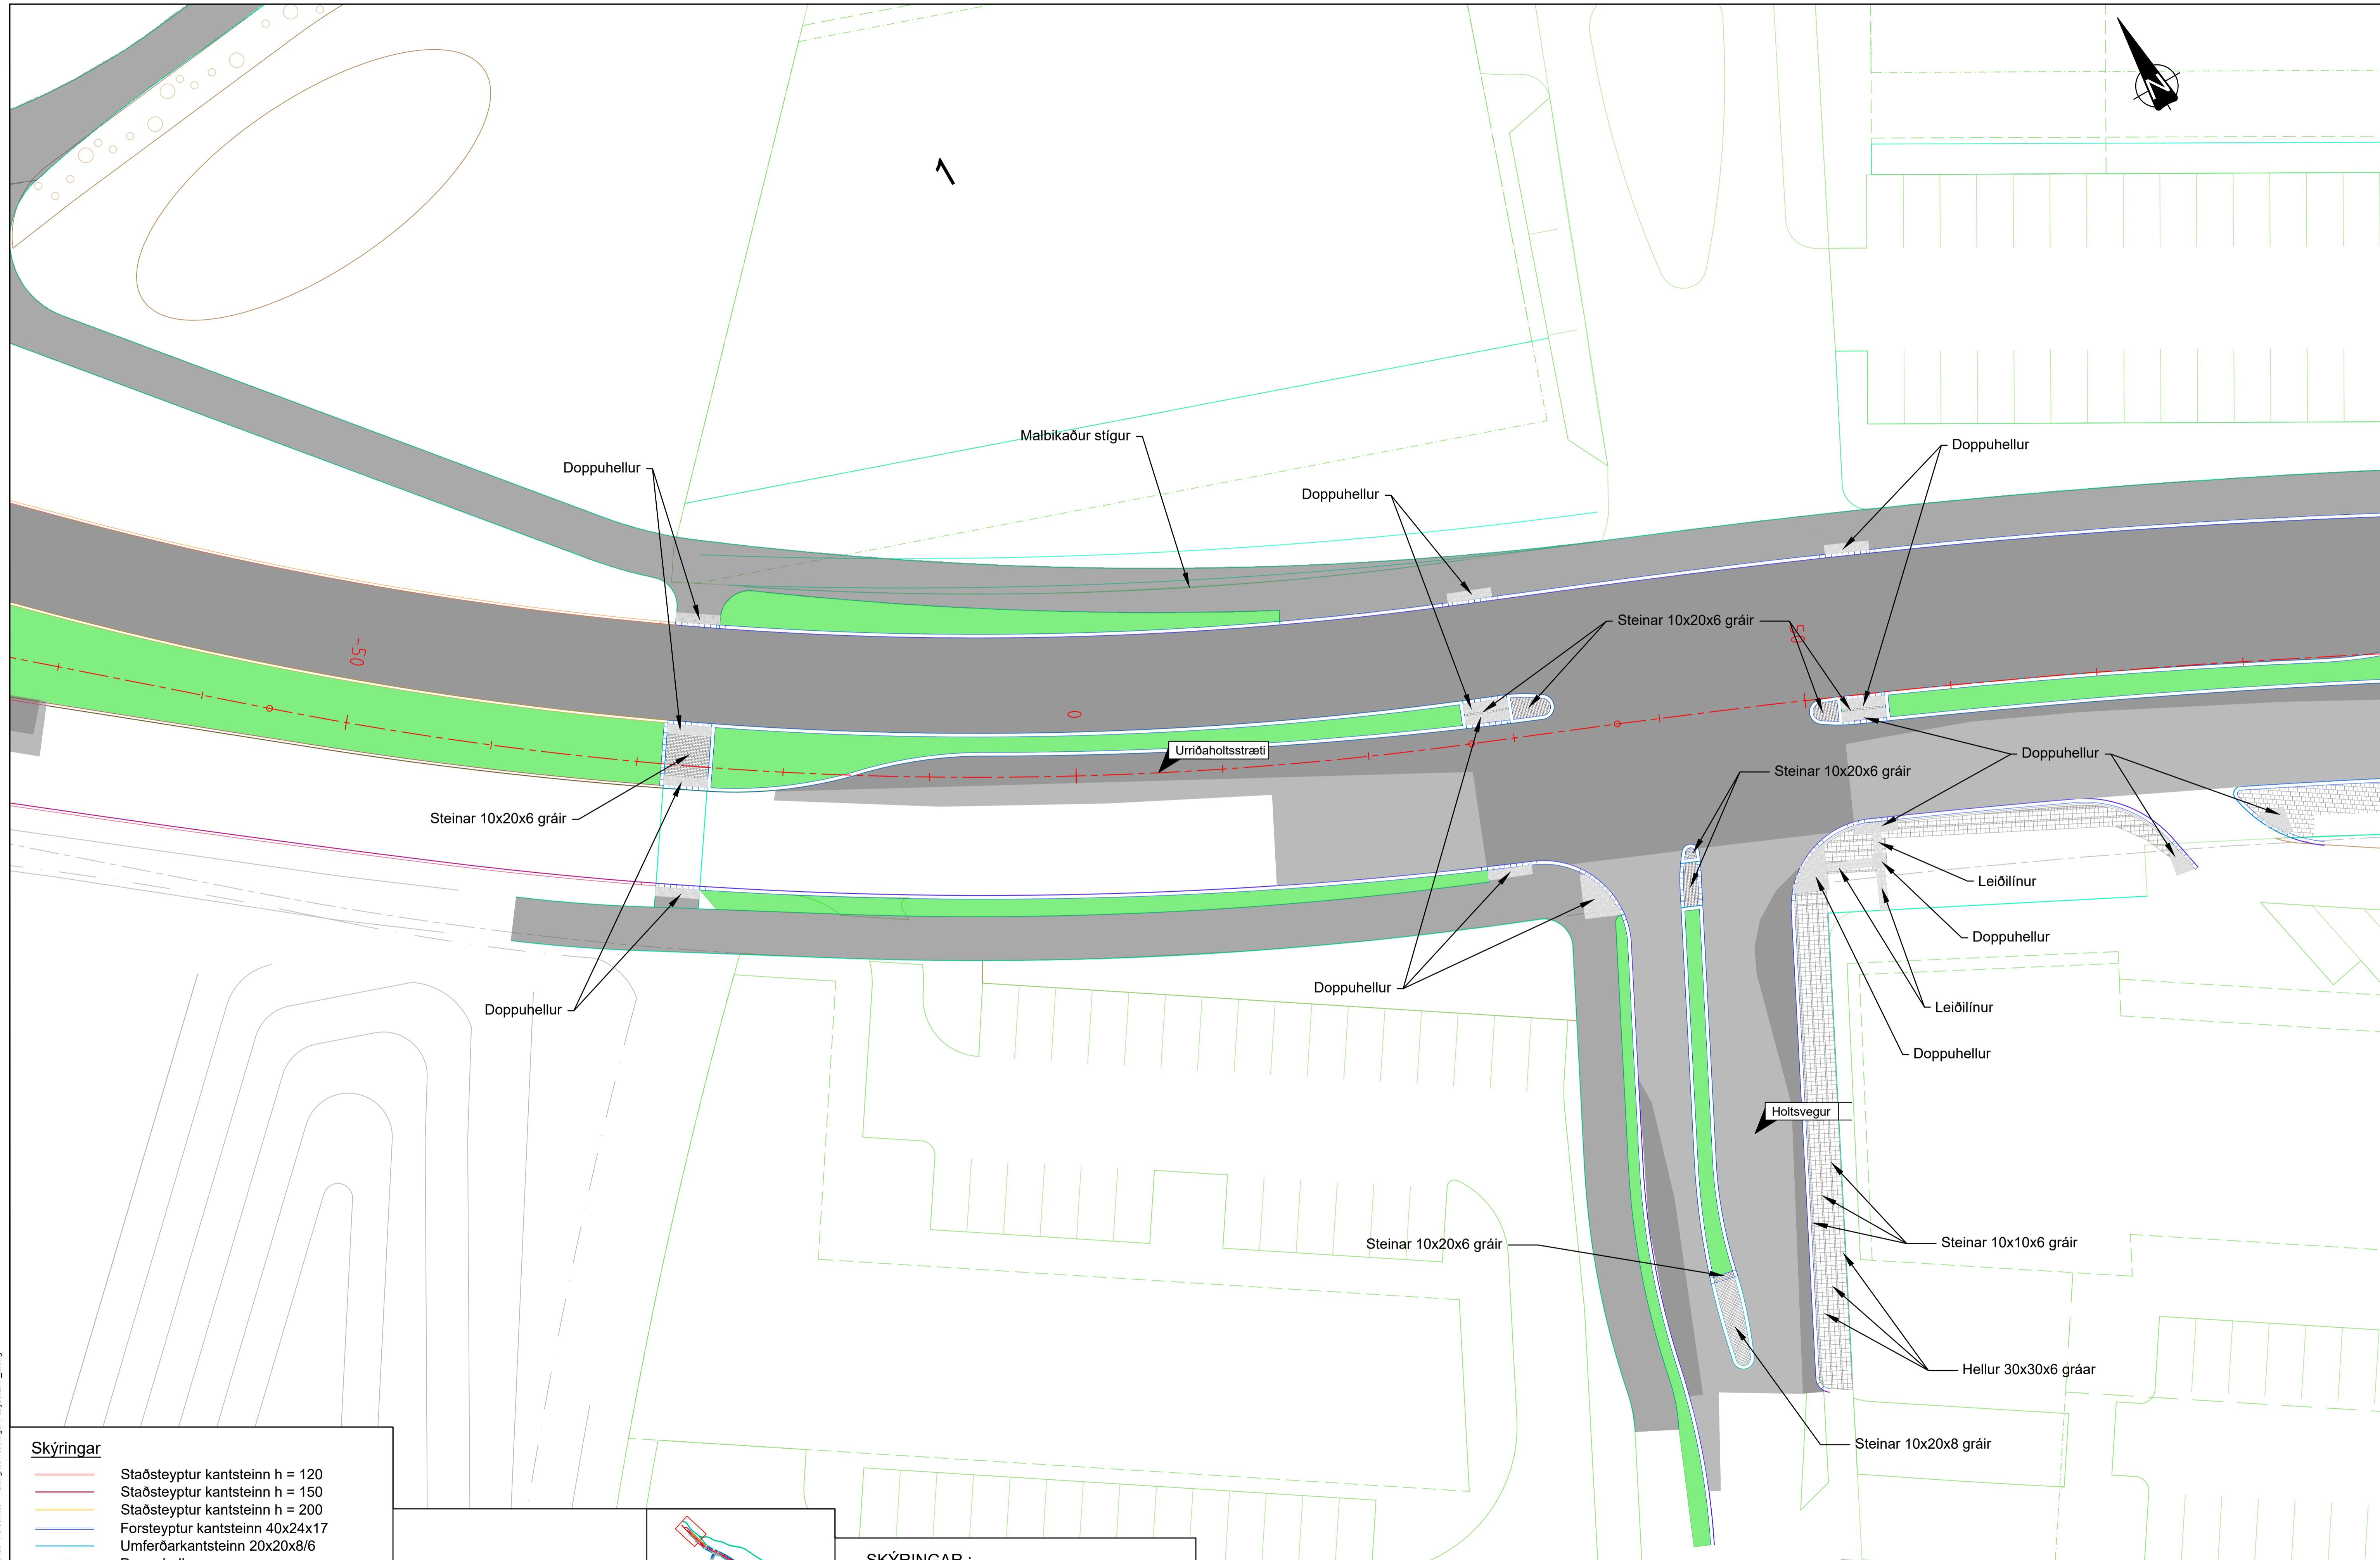 N
1
Malbikaður stígur
Doppuhellur
Doppuhellur
Doppuhellur
Steinar 10x20x6 gráir
50
-50
0
Urriðaholtsstræti
Doppuhellur
Steinar 10x20x6 gráir
Steinar 10x20x6 gráir
Leiðilínur
Doppuhellur
Doppuhellur
Doppuhellur
Leiðilínur
Doppuhellur
Holtsvegur
Steinar 10x20x6 gráir
Steinar 10x10x6 gráir
Hellur 30x30x6 gráar
Steinar 10x20x8 gráir
Skýringar
Staðsteyptur kantsteinn h = 120
Staðsteyptur kantsteinn h = 150
Staðsteyptur kantsteinn h = 200
Forsteyptur kantsteinn 40x24x17
Umferðarkantsteinn 20x20x8/6
SKÝRINGAR :